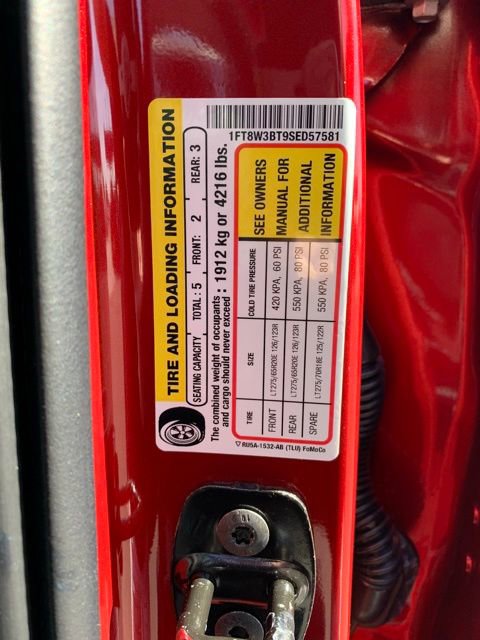 1FT8W3BT9SED57581
TIRE AND LOADING INFORMATION
SEATING CAPACITY TOTAL: 5 FRONT: 2 REAR: 3
The combined weight of occupants
and cargo should never exceed: 1912 kg or 4216 lbs.
TIRE SIZE COLD TIRE PRESSURE
FRONT LT275/65R20E 126/123R 420 KPA, 60 PSI
REAR LT275/65R20E 126/123R 550 KPA, 80 PSI
SPARE LT275/70R18E 125/122R 550 KPA, 80 PSI
SEE OWNERS
MANUAL FOR
ADDITIONAL
INFORMATION
RU5A-1532-AB (TLU) FoMoCo